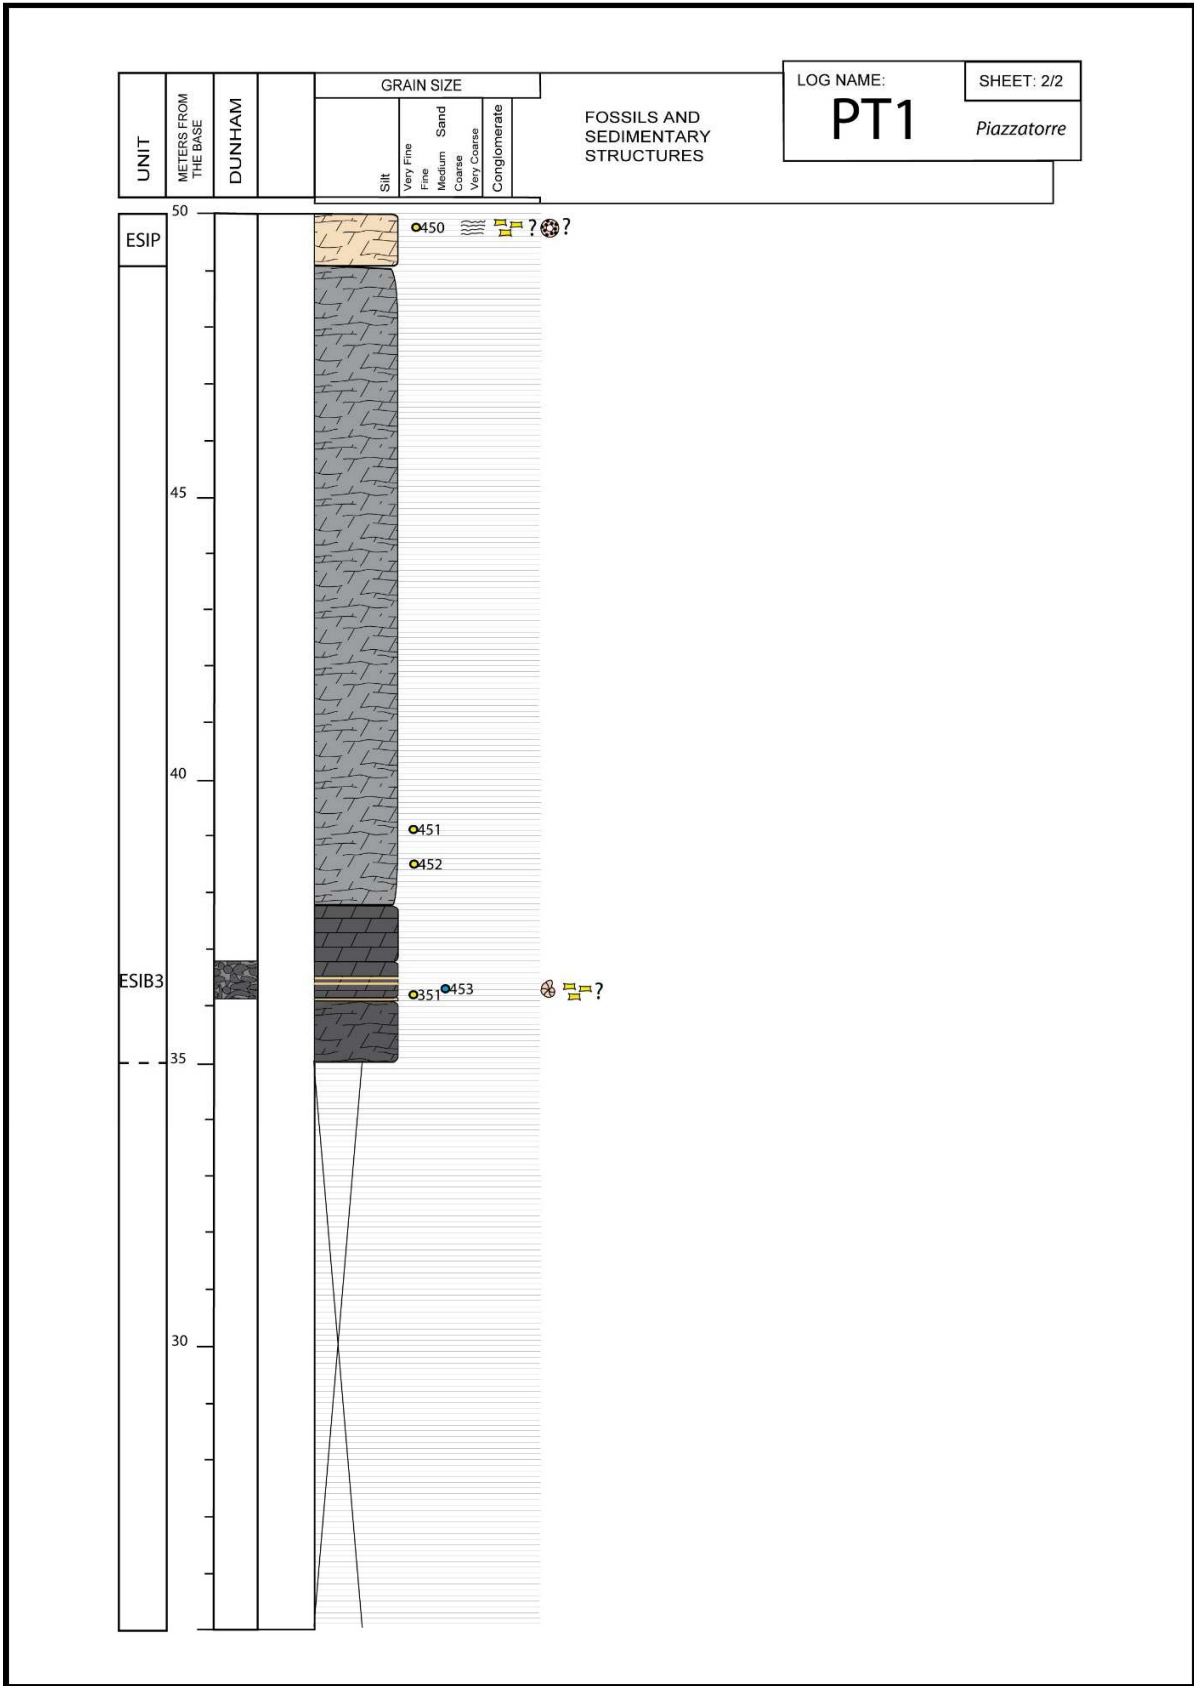 LOG NAME:
PT1
SHEET: 2/2
Piazzatorre
UNIT
METERS FROM
THE BASE
DUNHAM
GRAIN SIZE
Silt
Very Fine
Fine
Medium Sand
Coarse
Very Coarse
Conglomerate
FOSSILS AND
SEDIMENTARY
STRUCTURES
50
ESIP
450 ? ?
45
40
451
452
ESIB3
351 453 ?
35
30